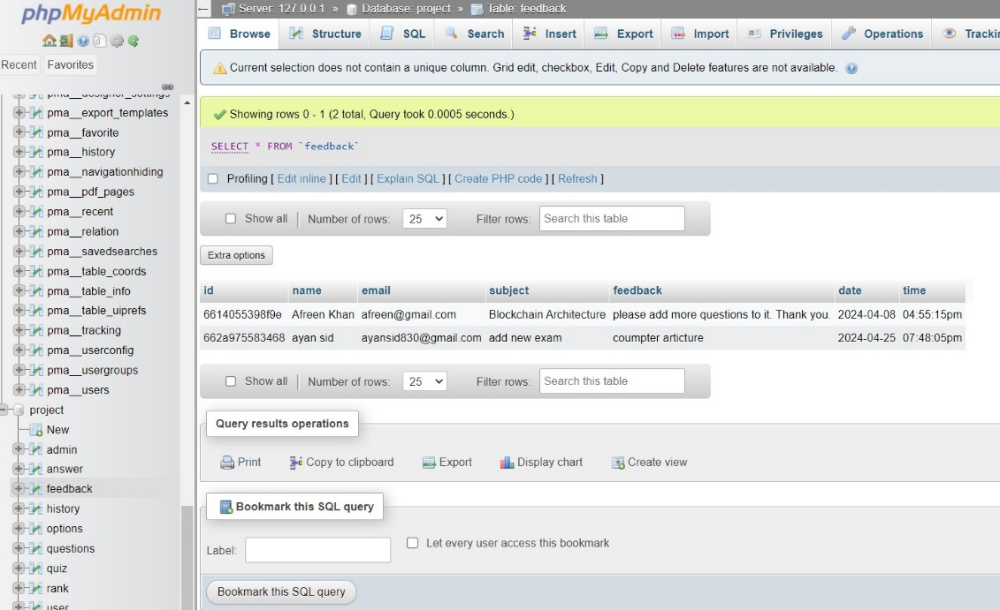 phpMyAdmin
Recent Favorites
pma__designer_settings
pma__export_templates
pma__favorite
pma__history
pma__navigationhiding
pma__pdf_pages
pma__recent
pma__relation
pma__savedsearches
pma__table_coords
pma__table_info
pma__table_uiprefs
pma__tracking
pma__userconfig
pma__usergroups
pma__users
project
New
admin
answer
feedback
history
options
questions
quiz
rank
user
Server: 127.0.0.1 » Database: project » Table: feedback
Browse Structure SQL Search Insert Export Import Privileges Operations Trackin
Current selection does not contain a unique column. Grid edit, checkbox, Edit, Copy and Delete features are not available.
Showing rows 0 - 1 (2 total, Query took 0.0005 seconds.)
SELECT * FROM `feedback`
Profiling [ Edit inline ] [ Edit ] [ Explain SQL ] [ Create PHP code ] [ Refresh ]
Show all | Number of rows: 25 Filter rows: Search this table
Extra options
id name email subject feedback date time
6614055398f9e Afreen Khan afreen@gmail.com Blockchain Architecture please add more questions to it. Thank you. 2024-04-08 04:55:15pm
662a975583468 ayan sid ayansid830@gmail.com add new exam coumpter articture 2024-04-25 07:48:05pm
Show all | Number of rows: 25 Filter rows: Search this table
Query results operations
Print Copy to clipboard Export Display chart Create view
Bookmark this SQL query
Label: Let every user access this bookmark
Bookmark this SQL query